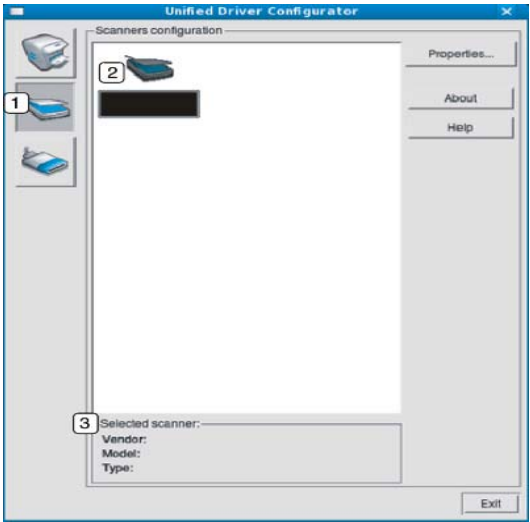 Unified Driver Configurator
Scanners configuration
Properties...
2
1
About
Help
3
Selected scanner:
Vendor:
Model:
Type:
Exit